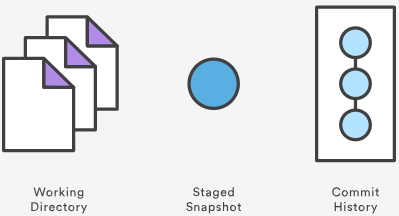 Working
Directory
Staged
Snapshot
Commit
History